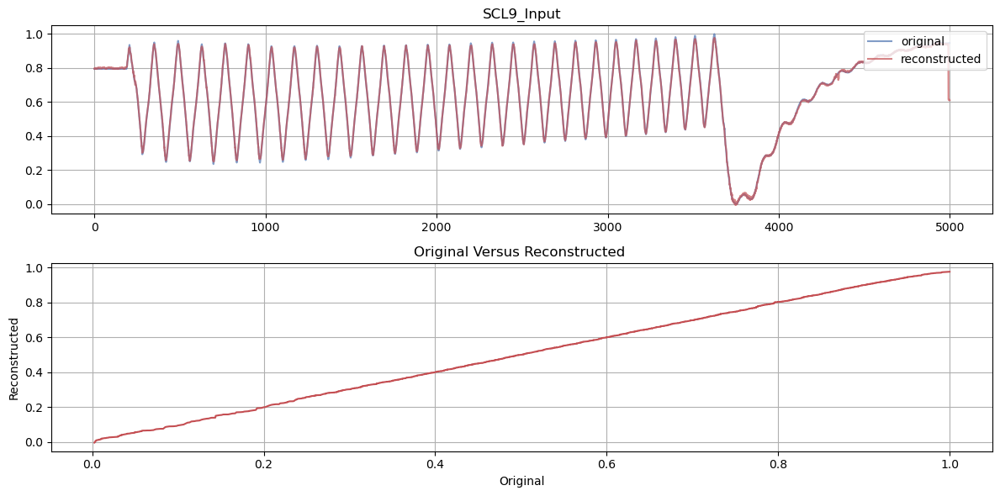 SCL9_Input
1.0
0.8
0.6
0.4
0.2
0.0
original
reconstructed
0 1000 2000 3000 4000 5000
Original Versus Reconstructed
Reconstructed
1.0
0.8
0.6
0.4
0.2
0.0
0.0 0.2 0.4 0.6 0.8 1.0
Original